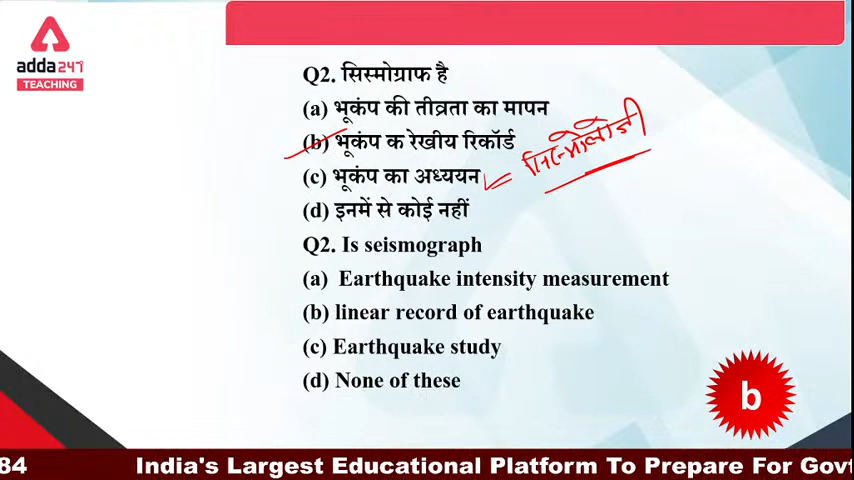 adda247
TEACHING
Q2. सिस्मोग्राफ है
(a) भूकंप की तीव्रता का मापन
(b) भूकंप क रेखीय रिकॉर्ड
(c) भूकंप का अध्ययन
(d) इनमें से कोई नहीं
Q2. Is seismograph
(a) Earthquake intensity measurement
(b) linear record of earthquake
(c) Earthquake study
(d) None of these
b
84 India's Largest Educational Platform To Prepare For Govt